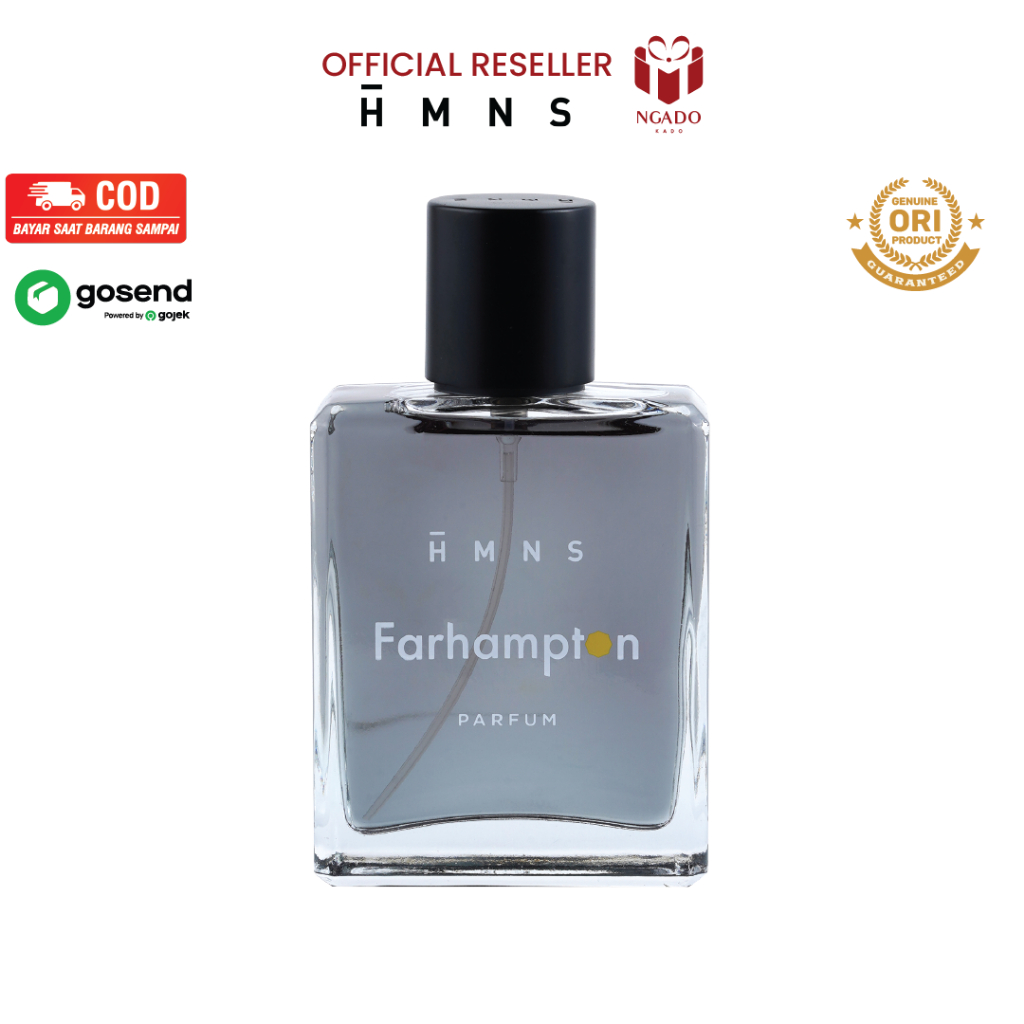 OFFICIAL RESELLER
H̄ M N S
NGADO
KADO
COD
BAYAR SAAT BARANG SAMPAI
gosend
Powered by gojek
GENUINE
ORI
PRODUCT
GUARANTEED
H̄ M N S
Farhampton
PARFUM